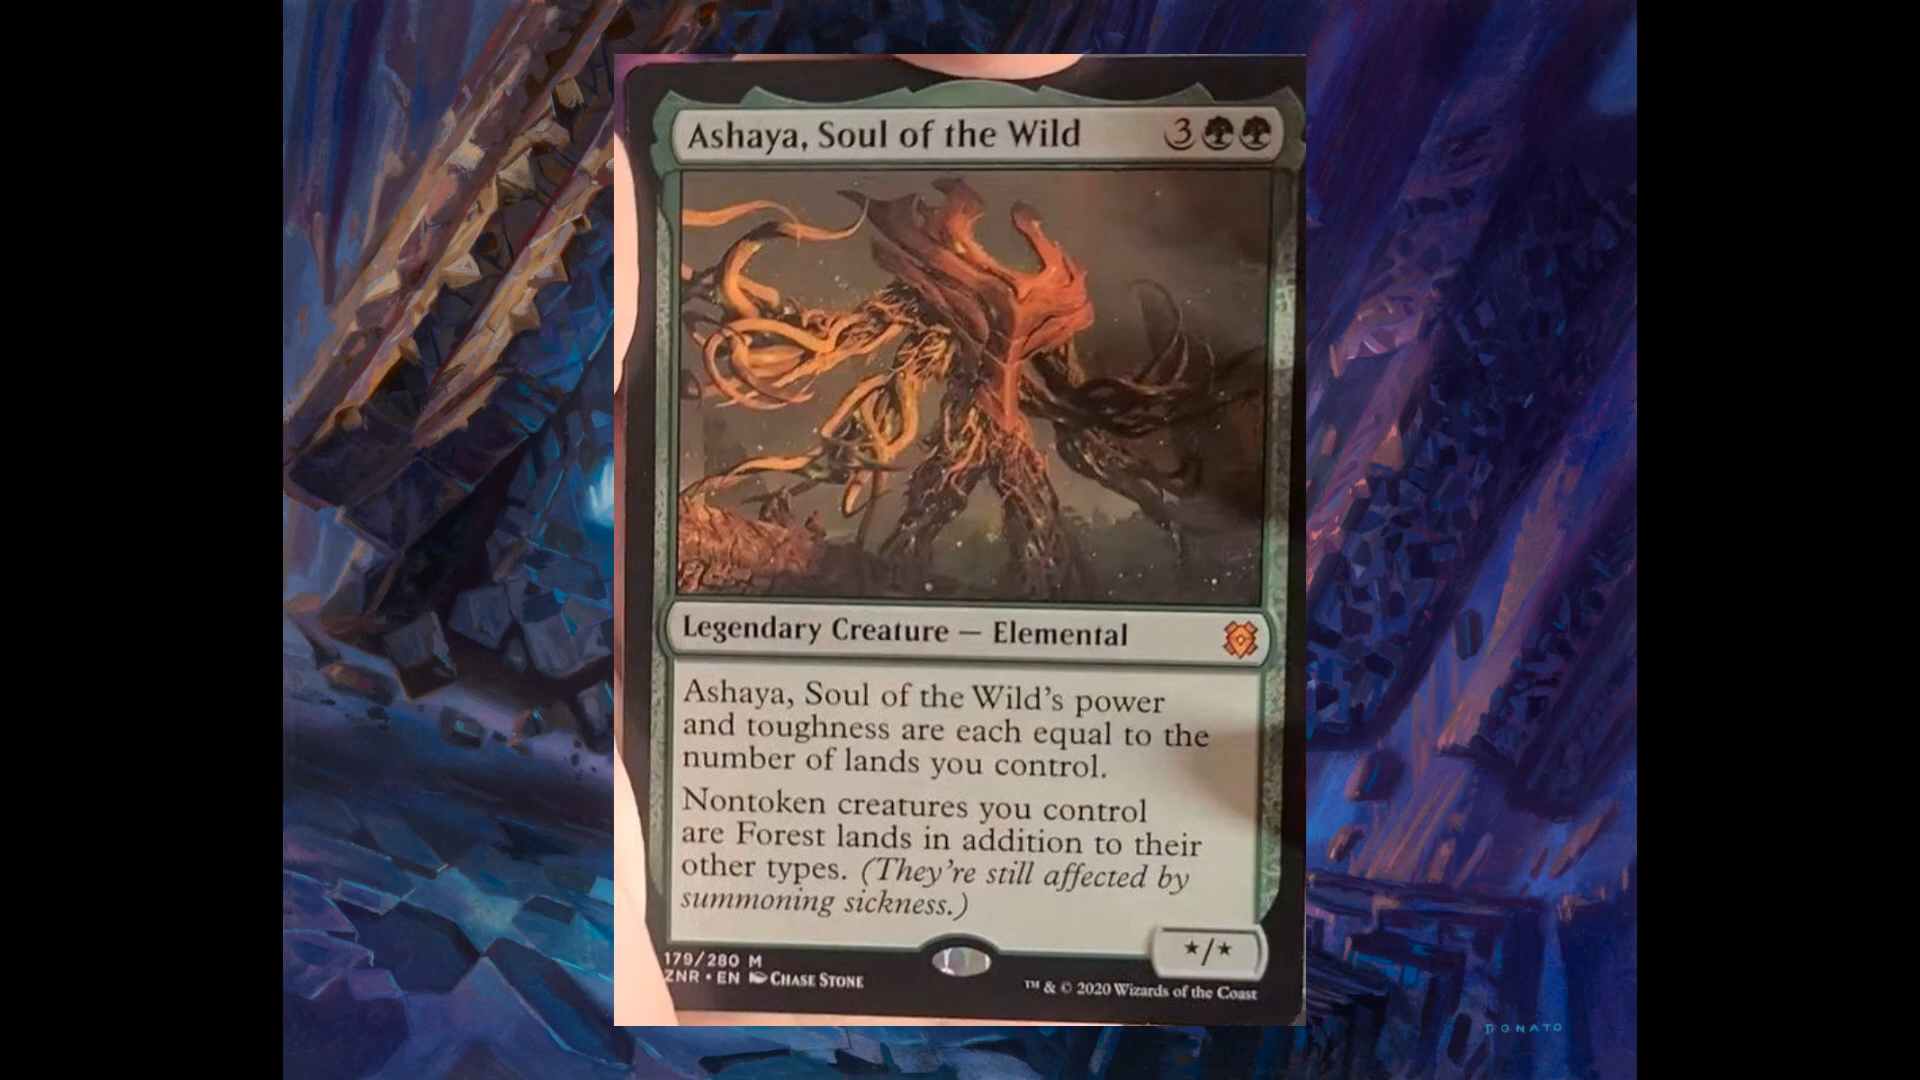 Ashaya, Soul of the Wild 3
Legendary Creature — Elemental
Ashaya, Soul of the Wild's power
and toughness are each equal to the
number of lands you control.
Nontoken creatures you control
are Forest lands in addition to their
other types. (They're still affected by
summoning sickness.)
★/★
179/280 M
ZNR • EN CHASE STONE
™ & © 2020 Wizards of the Coast
DONATO